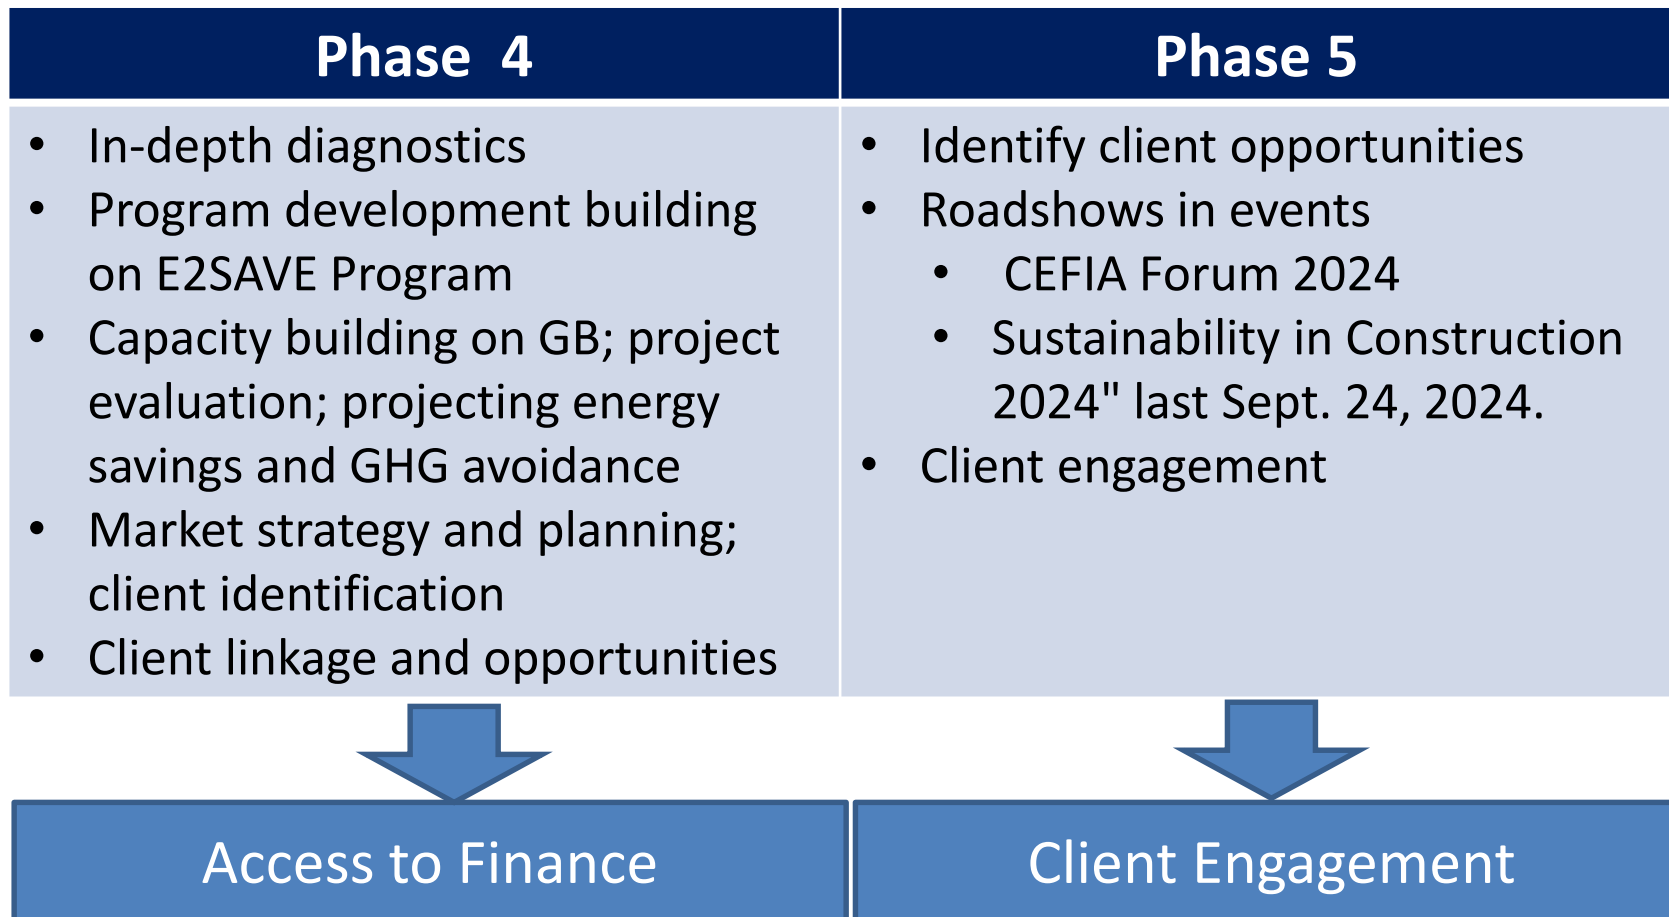 Phase  4
• In-depth diagnostics
• Program development building
on E2SAVE Program
• Capacity building on GB; project
evaluation; projecting energy
savings and GHG avoidance
• Market strategy and planning;
client identification
• Client linkage and opportunities
Access to Finance
Phase 5
• Identify client opportunities
• Roadshows in events
• CEFIA Forum 2024
• Sustainability in Construction
2024" last Sept. 24, 2024.
• Client engagement
Client Engagement